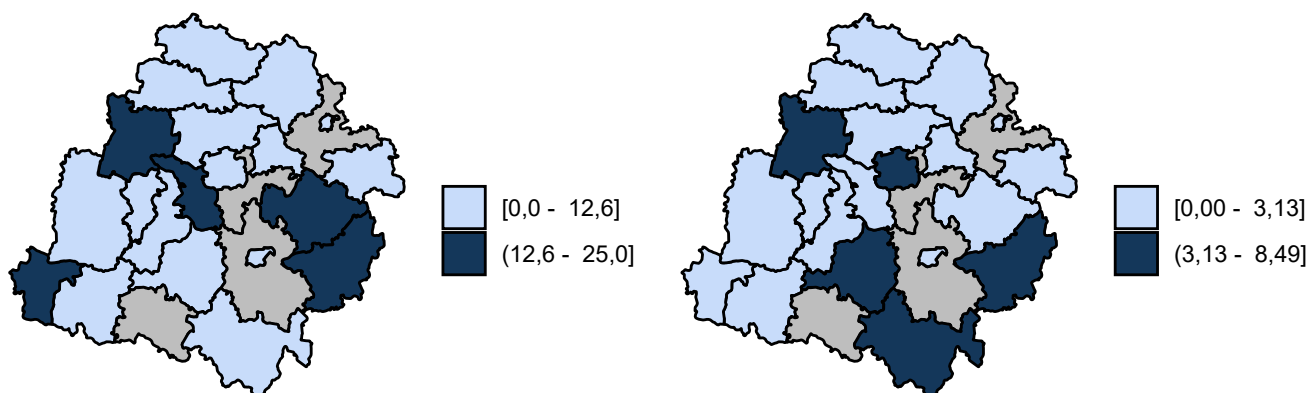 [0,0 - 12,6]
(12,6 - 25,0]
[0,00 - 3,13]
(3,13 - 8,49]